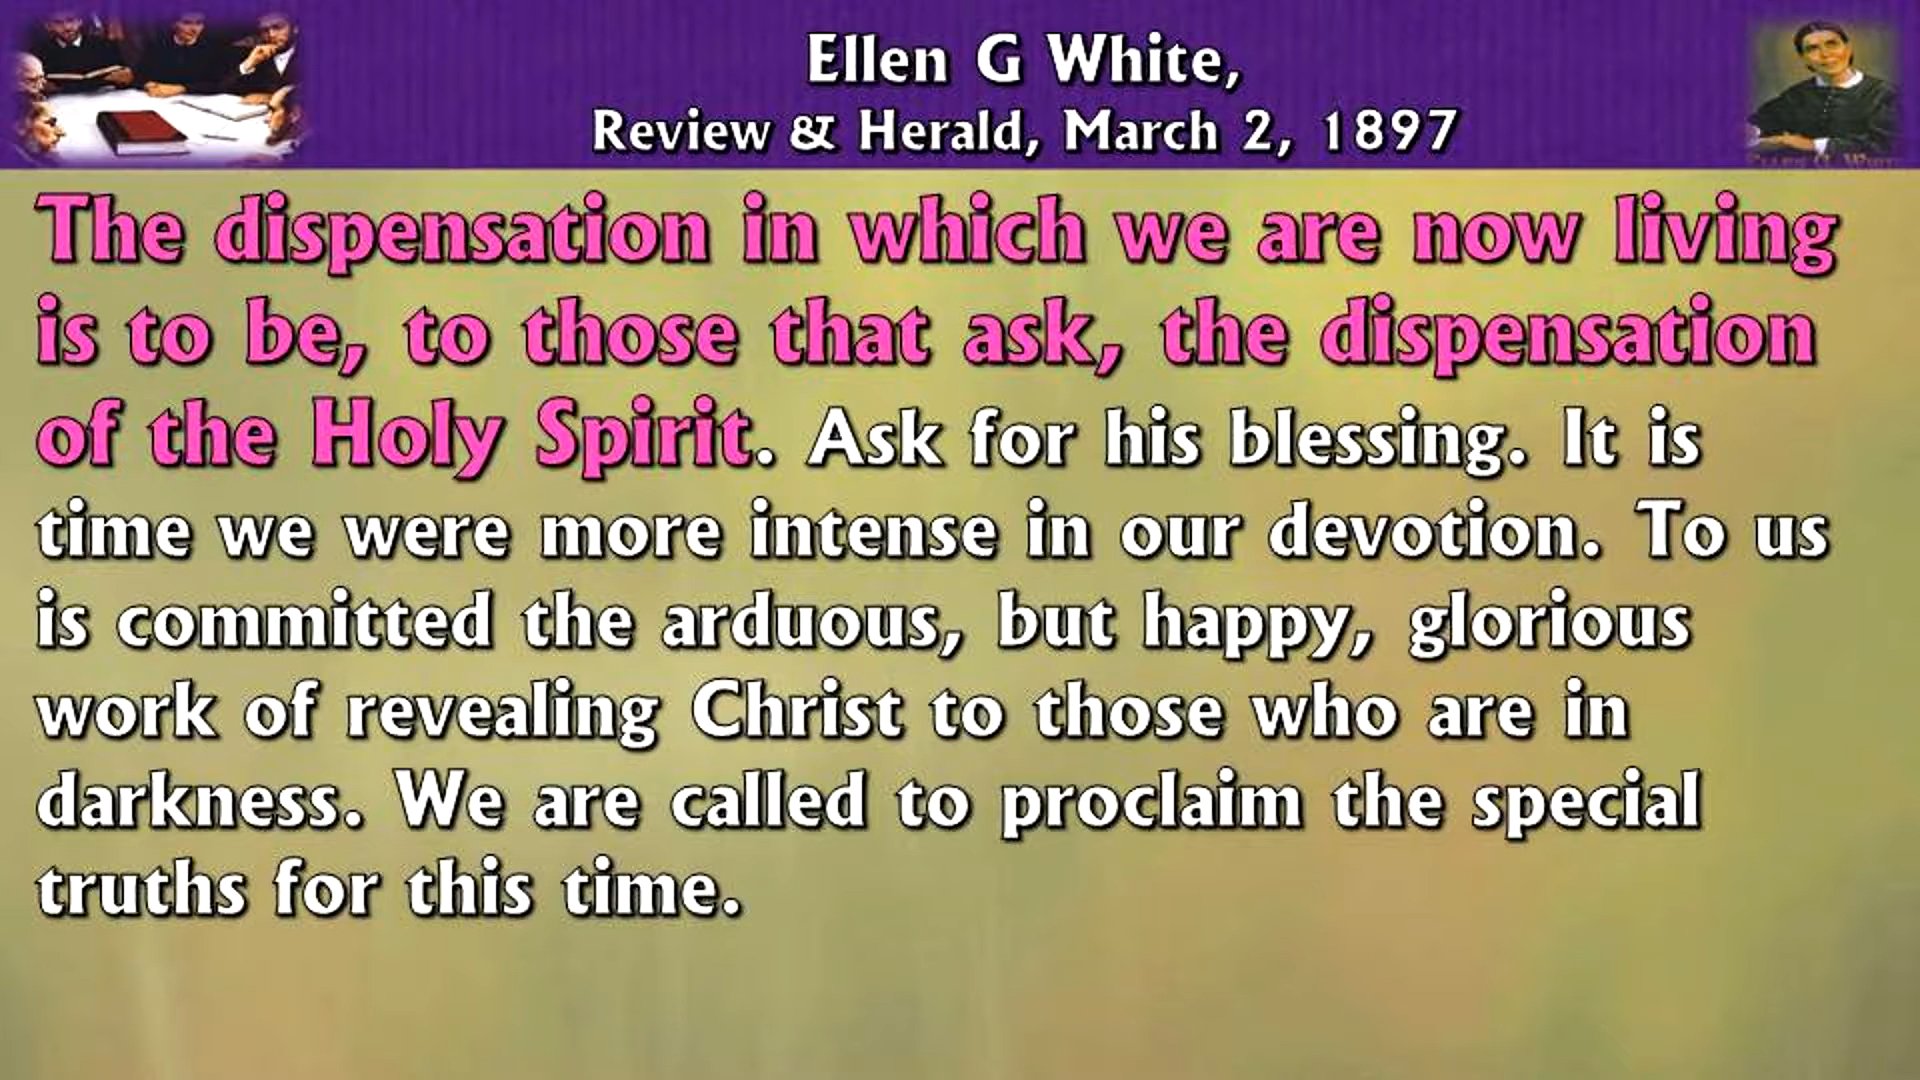 Ellen G White,
Review & Herald, March 2, 1897
ELLEN G. WHITE
The dispensation in which we are now living
is to be, to those that ask, the dispensation
of the Holy Spirit. Ask for his blessing. It is
time we were more intense in our devotion. To us
is committed the arduous, but happy, glorious
work of revealing Christ to those who are in
darkness. We are called to proclaim the special
truths for this time.